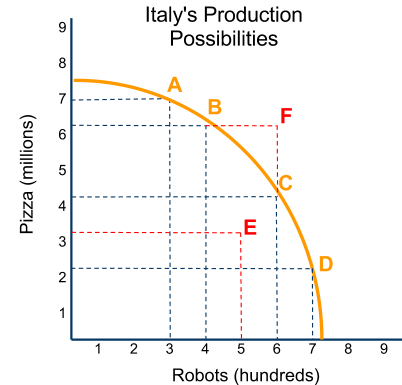 Italy's Production
Possibilities
Pizza (millions)
9
8
7
6
5
4
3
2
1
A
B
F
C
E
D
1 2 3 4 5 6 7 8 9
Robots (hundreds)